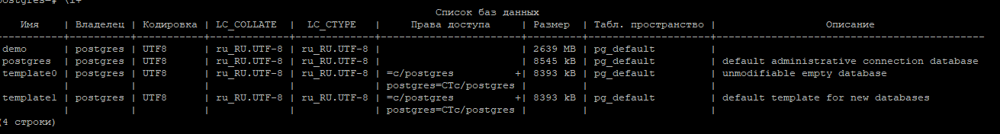 postgres=# \l+
Список баз данных
Имя | Владелец | Кодировка | LC_COLLATE | LC_CTYPE | Права доступа | Размер | Табл. пространство | Описание
-----------+----------+-----------+-------------+-------------+-----------------------+---------+--------------------+--------------------------------------------
demo | postgres | UTF8 | ru_RU.UTF-8 | ru_RU.UTF-8 | | 2639 MB | pg_default |
postgres | postgres | UTF8 | ru_RU.UTF-8 | ru_RU.UTF-8 | | 8545 kB | pg_default | default administrative connection database
template0 | postgres | UTF8 | ru_RU.UTF-8 | ru_RU.UTF-8 | =c/postgres +| 8393 kB | pg_default | unmodifiable empty database
| | | | | postgres=CTc/postgres | | |
template1 | postgres | UTF8 | ru_RU.UTF-8 | ru_RU.UTF-8 | =c/postgres +| 8393 kB | pg_default | default template for new databases
| | | | | postgres=CTc/postgres | | |
(4 строки)